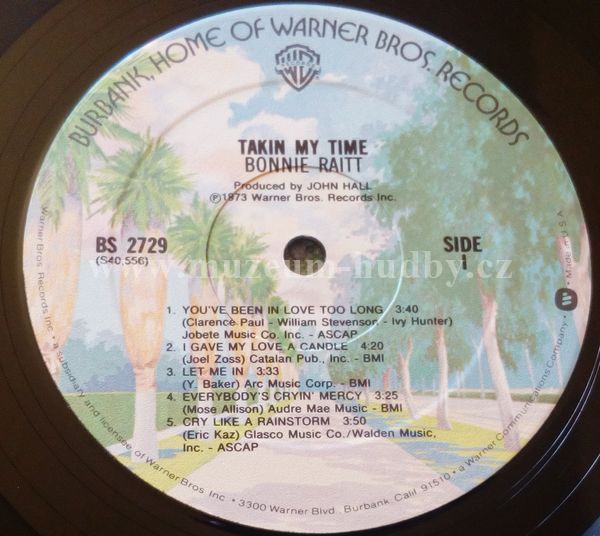 BURBANK, HOME OF WARNER BROS. RECORDS
TAKIN MY TIME
BONNIE RAITT
Produced by JOHN HALL
℗1973 Warner Bros. Records Inc.
BS 2729
(S40,556)
SIDE
1
www.muzeum-hudby.cz
1. YOU'VE BEEN IN LOVE TOO LONG 3:40
(Clarence Paul - William Stevenson - Ivy Hunter)
Jobete Music Co. Inc. - ASCAP
2. I GAVE MY LOVE A CANDLE 4:20
(Joel Zoss) Catalan Pub., Inc. - BMI
3. LET ME IN 3:33
(Y. Baker) Arc Music Corp. - BMI
4. EVERYBODY'S CRYIN' MERCY 3:25
(Mose Allison) Audre Mae Music - BMI
5. CRY LIKE A RAINSTORM 3:50
(Eric Kaz) Glasco Music Co./Walden Music,
Inc. - ASCAP
Warner Bros. Records Inc., a subsidiary and licensee of Warner Bros. Inc. • 3300 Warner Blvd. Burbank, Calif. 91510 • a Warner Communications Company • Made in U.S.A.